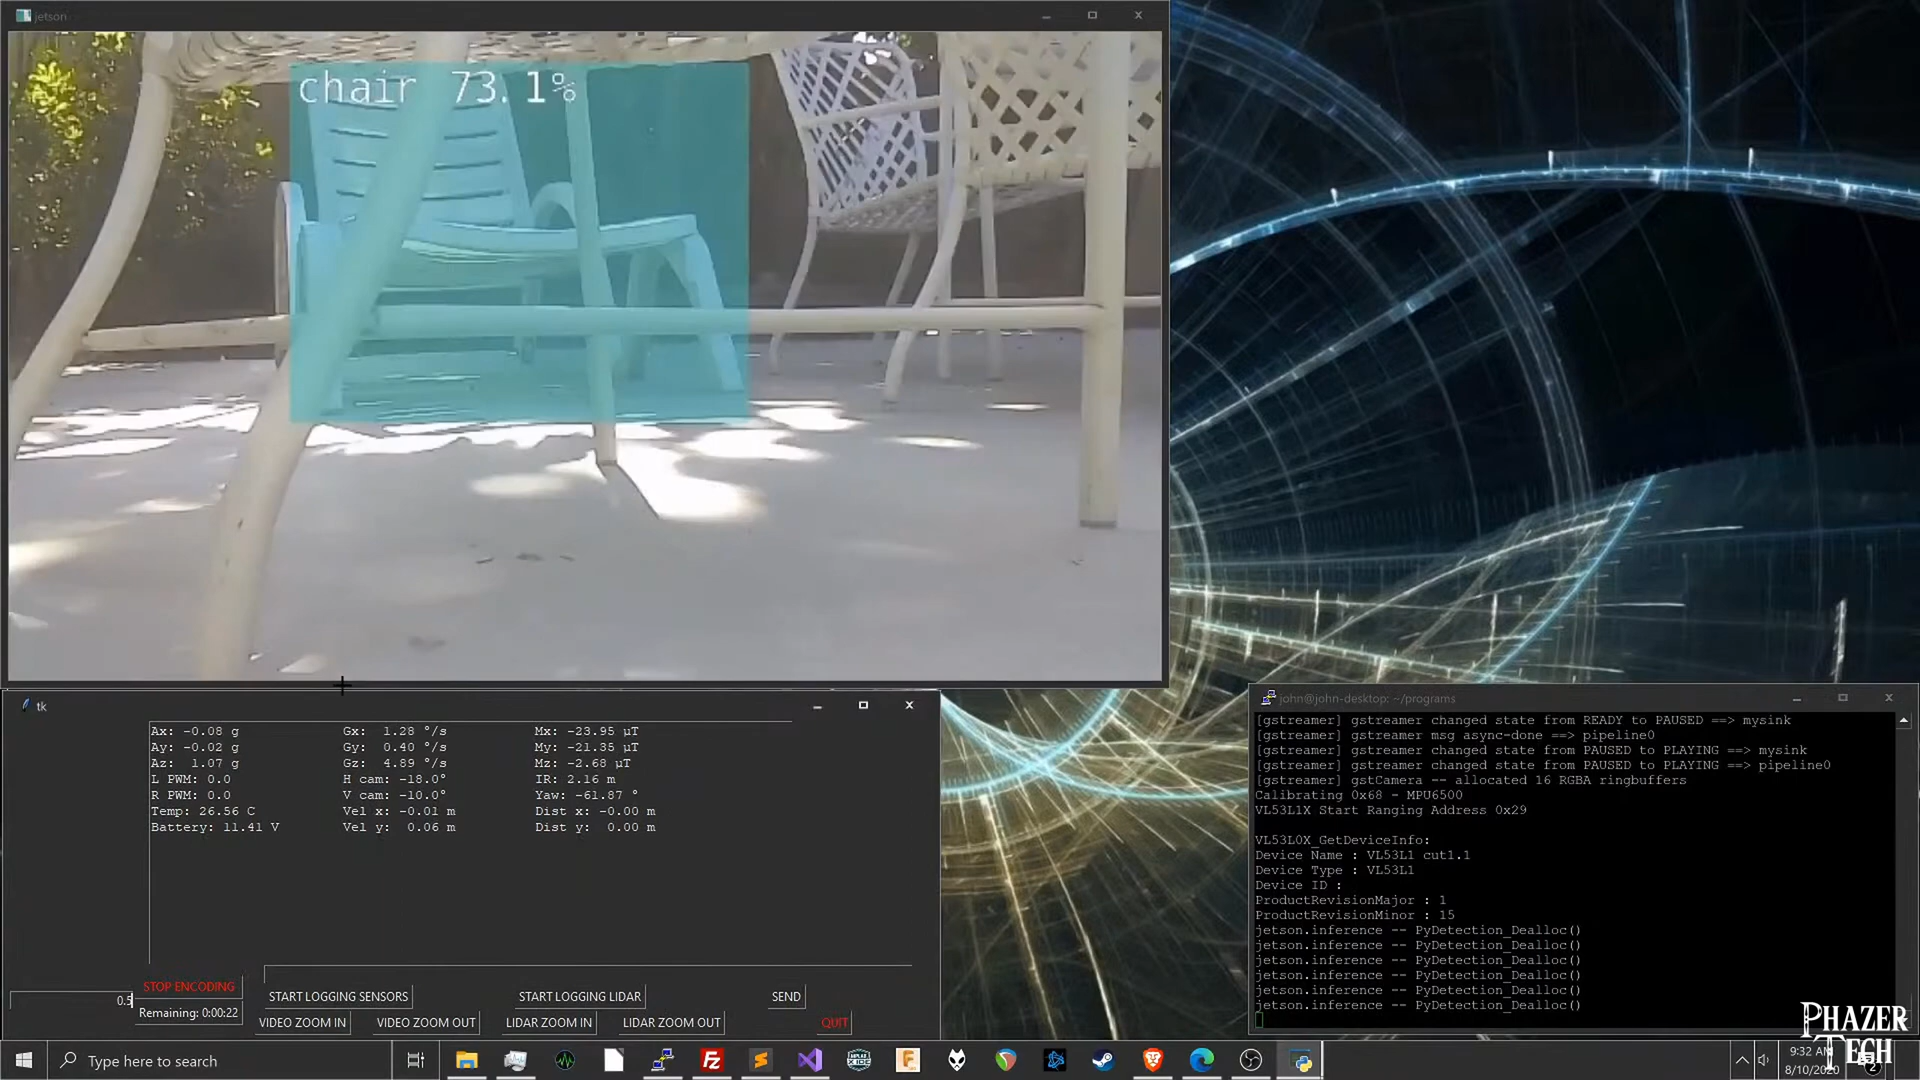 jetson
chair 73.1%
tk
Ax: -0.08 g Gx: 1.28 °/s Mx: -23.95 µT
Ay: -0.02 g Gy: 0.40 °/s My: -21.35 µT
Az: 1.07 g Gz: 4.89 °/s Mz: -2.68 µT
L PWM: 0.0 H cam: -18.0° IR: 2.16 m
R PWM: 0.0 V cam: -10.0° Yaw: -61.87 °
Temp: 26.56 C Vel x: -0.01 m Dist x: -0.00 m
Battery: 11.41 V Vel y: 0.06 m Dist y: 0.00 m
STOP ENCODING
0.5
Remaining: 0:00:22
START LOGGING SENSORS START LOGGING LIDAR SEND
VIDEO ZOOM IN VIDEO ZOOM OUT LIDAR ZOOM IN LIDAR ZOOM OUT QUIT
john@john-desktop: ~/programs
[gstreamer] gstreamer changed state from READY to PAUSED ==> mysink
[gstreamer] gstreamer msg async-done ==> pipeline0
[gstreamer] gstreamer changed state from PAUSED to PLAYING ==> mysink
[gstreamer] gstreamer changed state from PAUSED to PLAYING ==> pipeline0
[gstreamer] gstCamera -- allocated 16 RGBA ringbuffers
Calibrating 0x68 - MPU6500
VL53L1X Start Ranging Address 0x29
VL53L0X_GetDeviceInfo:
Device Name : VL53L1 cut1.1
Device Type : VL53L1
Device ID :
ProductRevisionMajor : 1
ProductRevisionMinor : 15
jetson.inference -- PyDetection_Dealloc()
jetson.inference -- PyDetection_Dealloc()
jetson.inference -- PyDetection_Dealloc()
jetson.inference -- PyDetection_Dealloc()
jetson.inference -- PyDetection_Dealloc()
jetson.inference -- PyDetection_Dealloc()
PHAZER
TECH
Type here to search
9:32 AM
8/10/2020
2